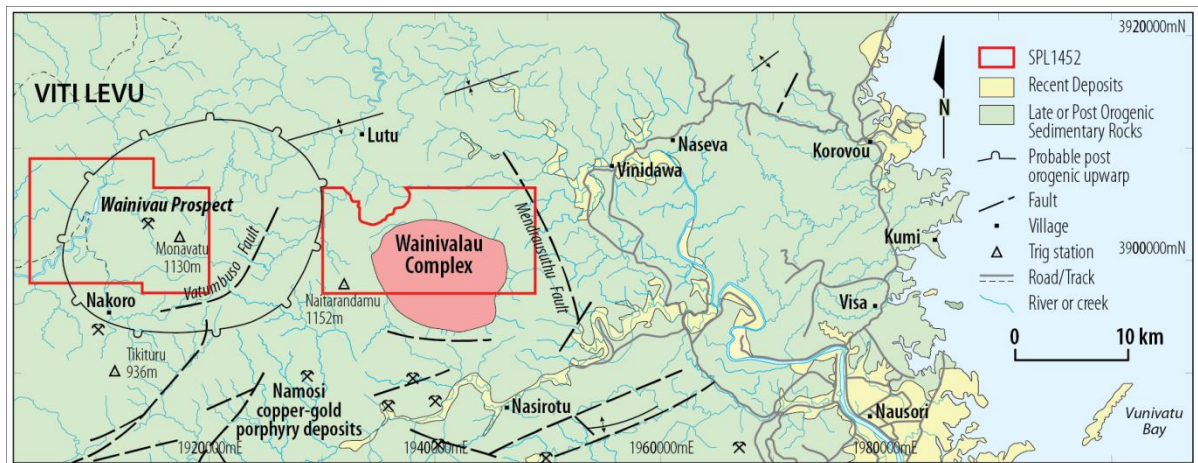 3920000mN
VITI LEVU
Lutu
Naseva
Korovou
Vinidawa
Wainivau Prospect
Monavatu
1130m
Vatumbuso Fault
Mendrausuthu Fault
Wainivalau
Complex
Kumi
3900000mN
Naitarandamu
1152m
Nakoro
Visa
Tikituru
936m
Namosi
copper-gold
porphyry deposits
Nasirotu
Nausori
Vunivatu
Bay
1920000mE
1940000mE
1960000mE
1980000mE
N
SPL1452
Recent Deposits
Late or Post Orogenic
Sedimentary Rocks
Probable post
orogenic upwarp
Fault
Village
Trig station
Road/Track
River or creek
0 10 km